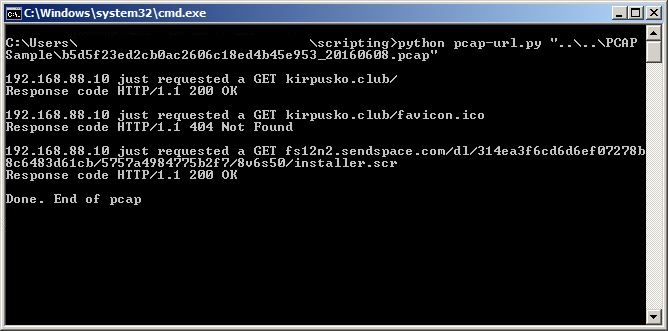 C:\Windows\system32\cmd.exe
C:\Users\ \scripting>python pcap-url.py "..\..\PCAP
Sample\b5d5f23ed2cb0ac2606c18ed4b45e953_20160608.pcap"
192.168.88.10 just requested a GET kirpusko.club/
Response code HTTP/1.1 200 OK
192.168.88.10 just requested a GET kirpusko.club/favicon.ico
Response code HTTP/1.1 404 Not Found
192.168.88.10 just requested a GET fs12n2.sendspace.com/dl/314ea3f6cd6d6ef07278b
8c6483d61cb/5757a4984775b2f7/8v6s50/installer.scr
Response code HTTP/1.1 200 OK
Done. End of pcap